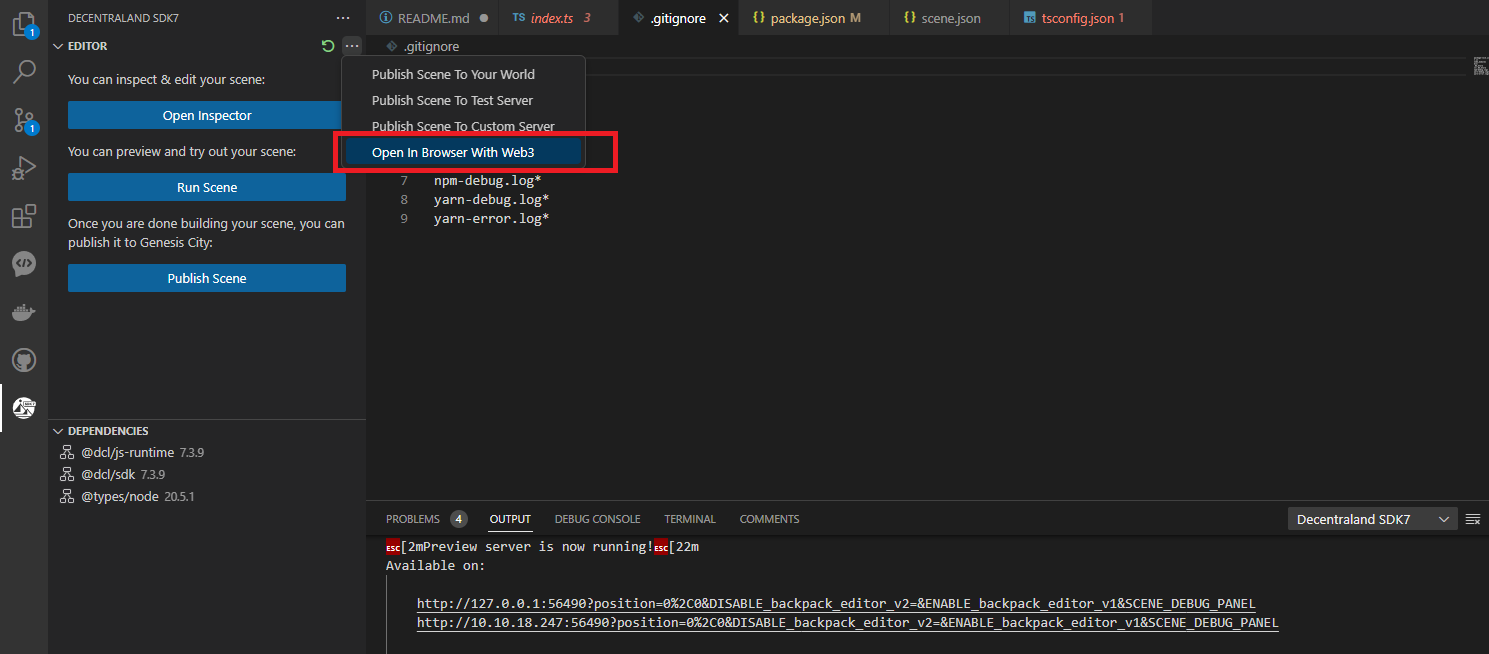 DECENTRALAND SDK7
EDITOR
You can inspect & edit your scene:
Open Inspector
You can preview and try out your scene:
Run Scene
Once you are done building your scene, you can
publish it to Genesis City:
Publish Scene
DEPENDENCIES
@dcl/js-runtime 7.3.9
@dcl/sdk 7.3.9
@types/node 20.5.1
1
1
README.md
TS index.ts 3
.gitignore
{} package.json M
{} scene.json
TS tsconfig.json 1
.gitignore
Publish Scene To Your World
Publish Scene To Test Server
Publish Scene To Custom Server
Open In Browser With Web3
7 npm-debug.log*
8 yarn-debug.log*
9 yarn-error.log*
PROBLEMS 4 OUTPUT DEBUG CONSOLE TERMINAL COMMENTS
Decentraland SDK7
ESC[2mPreview server is now running!ESC[22m
Available on:
http://127.0.0.1:56490?position=0%2C0&DISABLE_backpack_editor_v2=&ENABLE_backpack_editor_v1&SCENE_DEBUG_PANEL
http://10.10.18.247:56490?position=0%2C0&DISABLE_backpack_editor_v2=&ENABLE_backpack_editor_v1&SCENE_DEBUG_PANEL